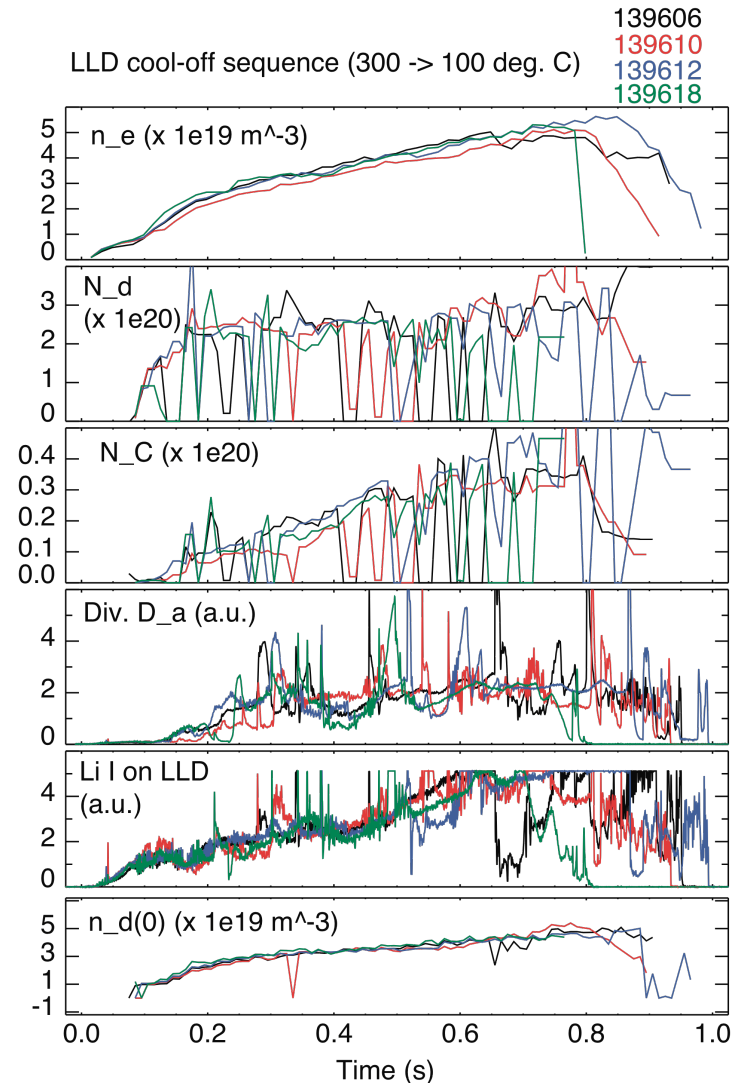 139606
139610
LLD cool-off sequence (300 -> 100 deg. C)
139612
139618
n_e (x 1e19 m^-3)
5
4
3
2
1
0
N_d
(x 1e20)
3
2
1
0
N_C (x 1e20)
0.4
0.3
0.2
0.1
0.0
Div. D_a (a.u.)
4
2
0
Li I on LLD
(a.u.)
4
2
0
n_d(0) (x 1e19 m^-3)
5
3
1
-1
0.0 0.2 0.4 0.6 0.8 1.0
Time (s)